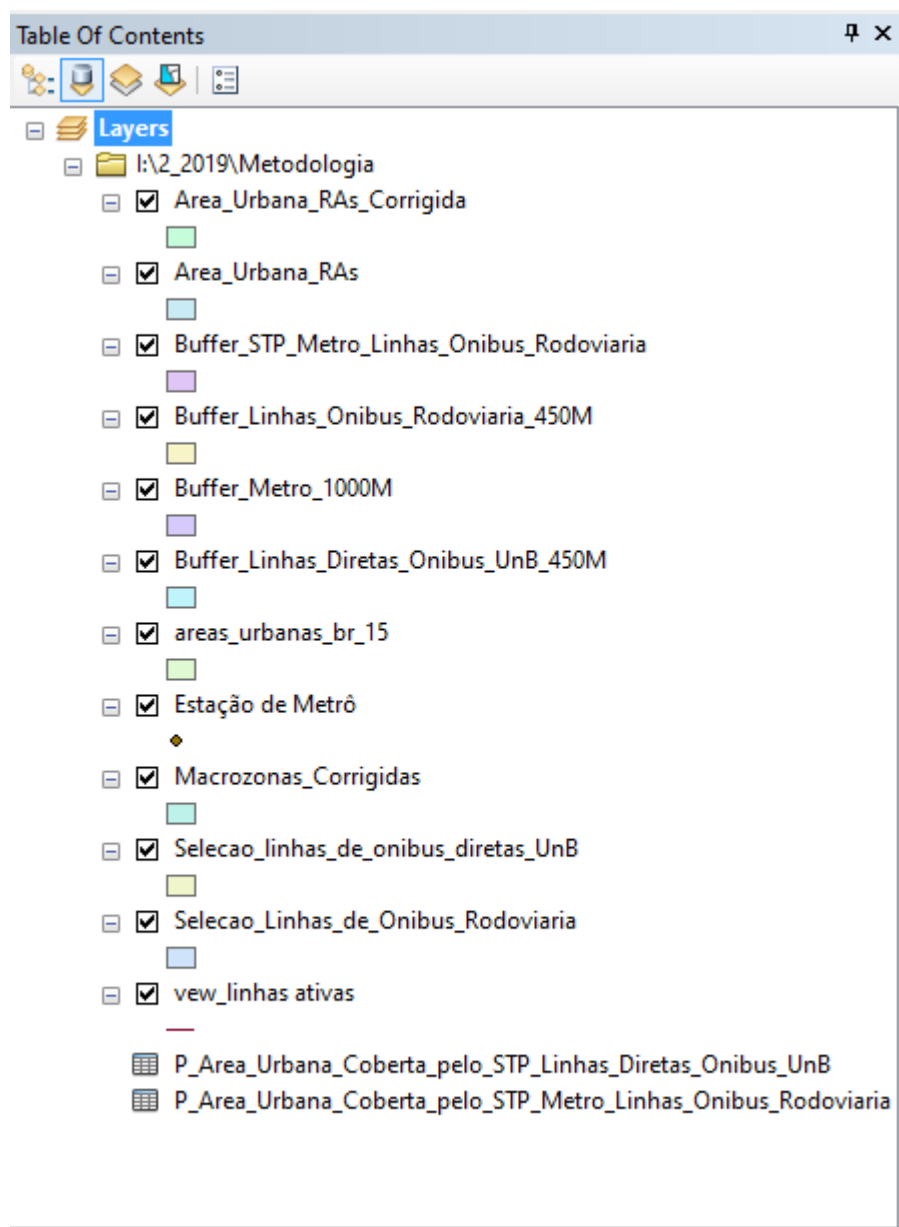 Table Of Contents
Layers
I:\2_2019\Metodologia
Area_Urbana_RAs_Corrigida
Area_Urbana_RAs
Buffer_STP_Metro_Linhas_Onibus_Rodoviaria
Buffer_Linhas_Onibus_Rodoviaria_450M
Buffer_Metro_1000M
Buffer_Linhas_Diretas_Onibus_UnB_450M
areas_urbanas_br_15
Estação de Metrô
Macrozonas_Corrigidas
Selecao_linhas_de_onibus_diretas_UnB
Selecao_Linhas_de_Onibus_Rodoviaria
vew_linhas ativas
P_Area_Urbana_Coberta_pelo_STP_Linhas_Diretas_Onibus_UnB
P_Area_Urbana_Coberta_pelo_STP_Metro_Linhas_Onibus_Rodoviaria